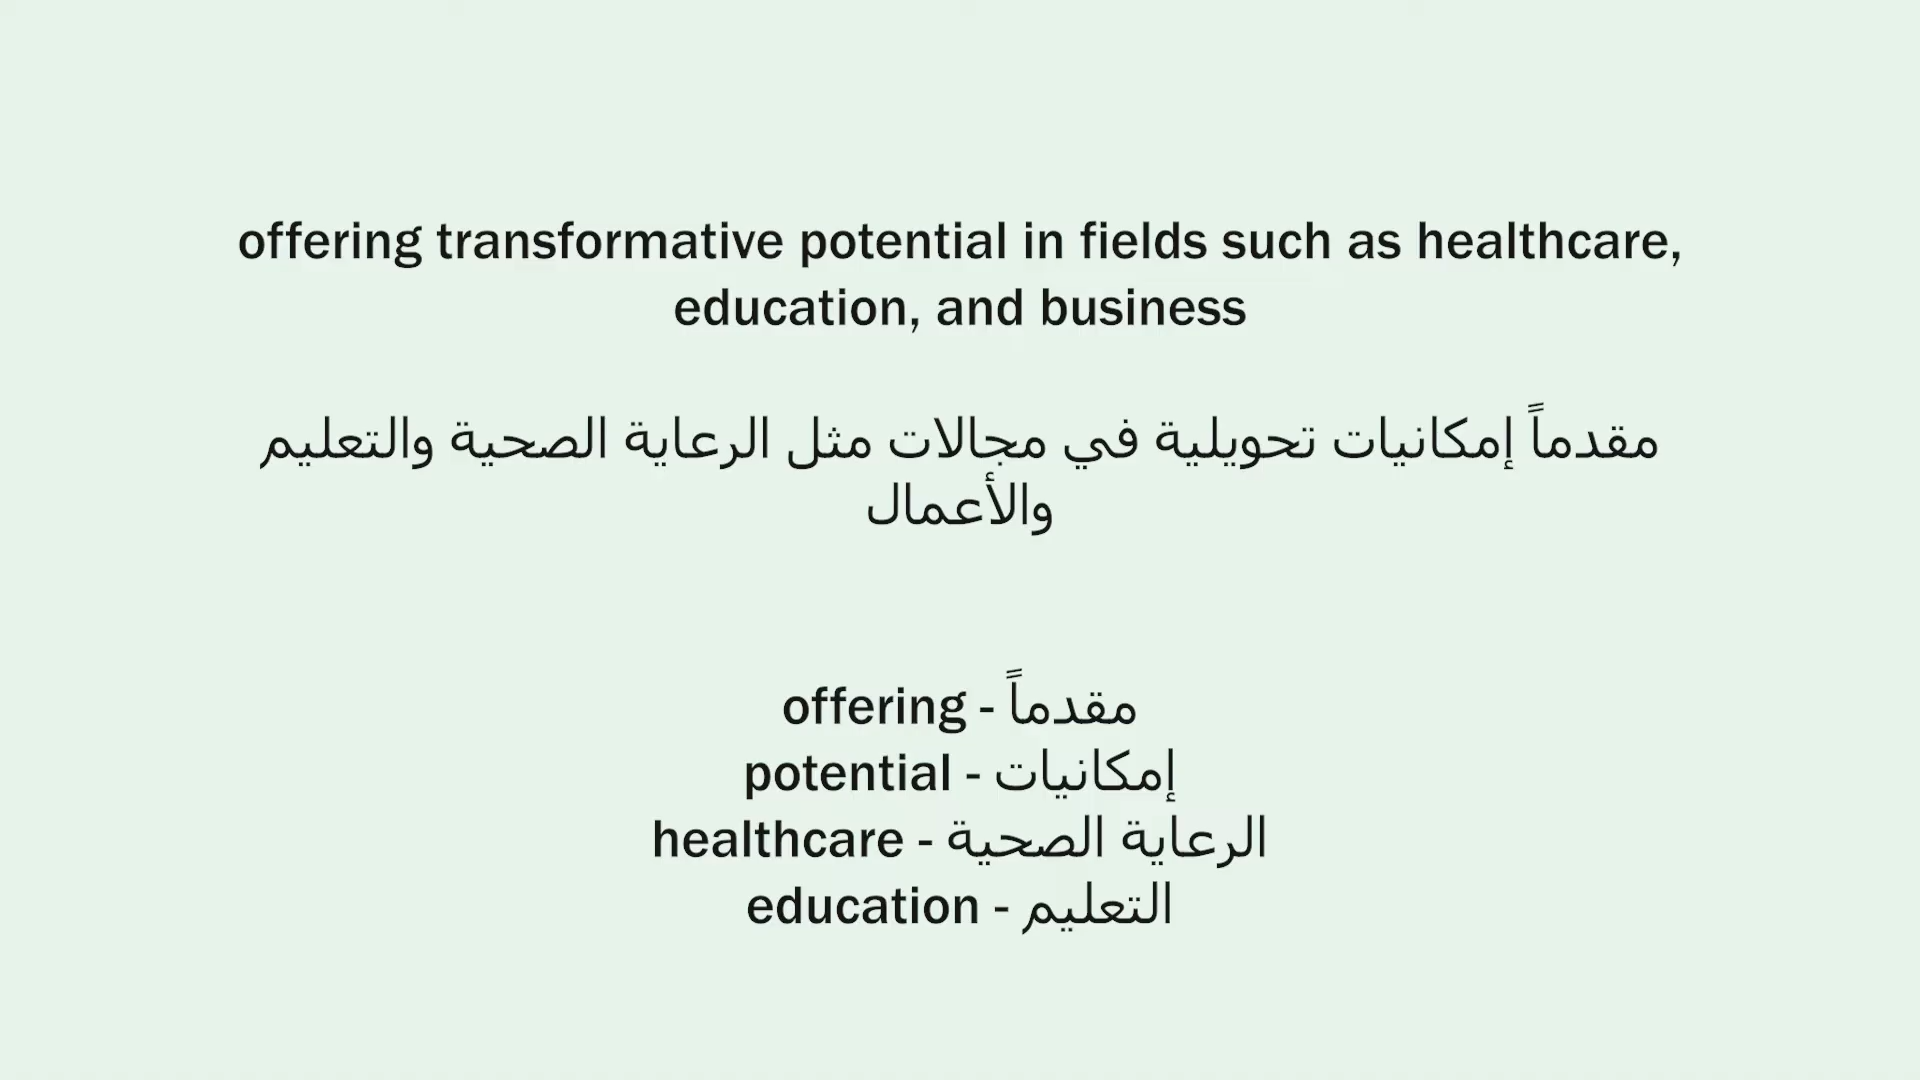 offering transformative potential in fields such as healthcare,
education, and business
مقدماً إمكانيات تحويلية في مجالات مثل الرعاية الصحية والتعليم
والأعمال
offering - مقدماً
potential - إمكانيات
healthcare - الرعاية الصحية
education - التعليم